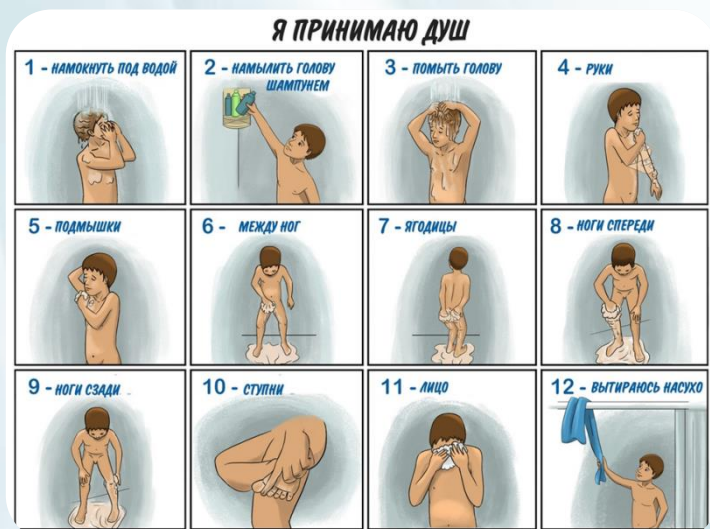 Я ПРИНИМАЮ ДУШ
1 - НАМОКНУТЬ ПОД ВОДОЙ
2 - НАМЫЛИТЬ ГОЛОВУ
ШАМПУНЕМ
3 - ПОМЫТЬ ГОЛОВУ
4 - РУКИ
5 - ПОДМЫШКИ
6 - МЕЖДУ НОГ
7 - ЯГОДИЦЫ
8 - НОГИ СПЕРЕДИ
9 - НОГИ СЗАДИ
10 - СТУПНИ
11 - ЛИЦО
12 - ВЫТИРАЮСЬ НАСУХО